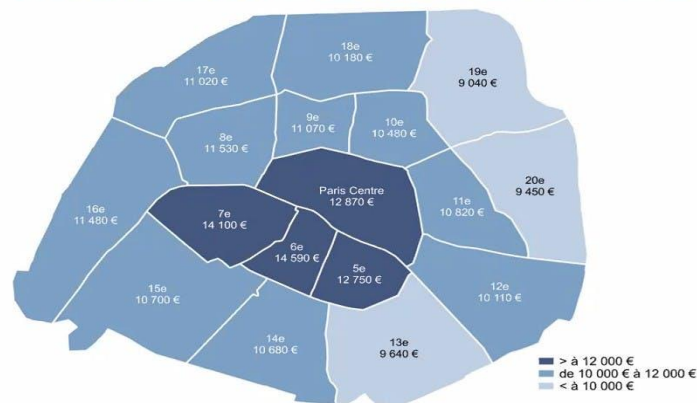 18e
10 180 €
17e
11 020 €
19e
9 040 €
9e
11 070 €
10e
10 480 €
8e
11 530 €
Paris Centre
12 870 €
20e
9 450 €
11e
10 820 €
16e
11 480 €
7e
14 100 €
6e
14 590 €
5e
12 750 €
12e
10 110 €
15e
10 700 €
14e
10 680 €
13e
9 640 €
> à 12 000 €
de 10 000 € à 12 000 €
< à 10 000 €